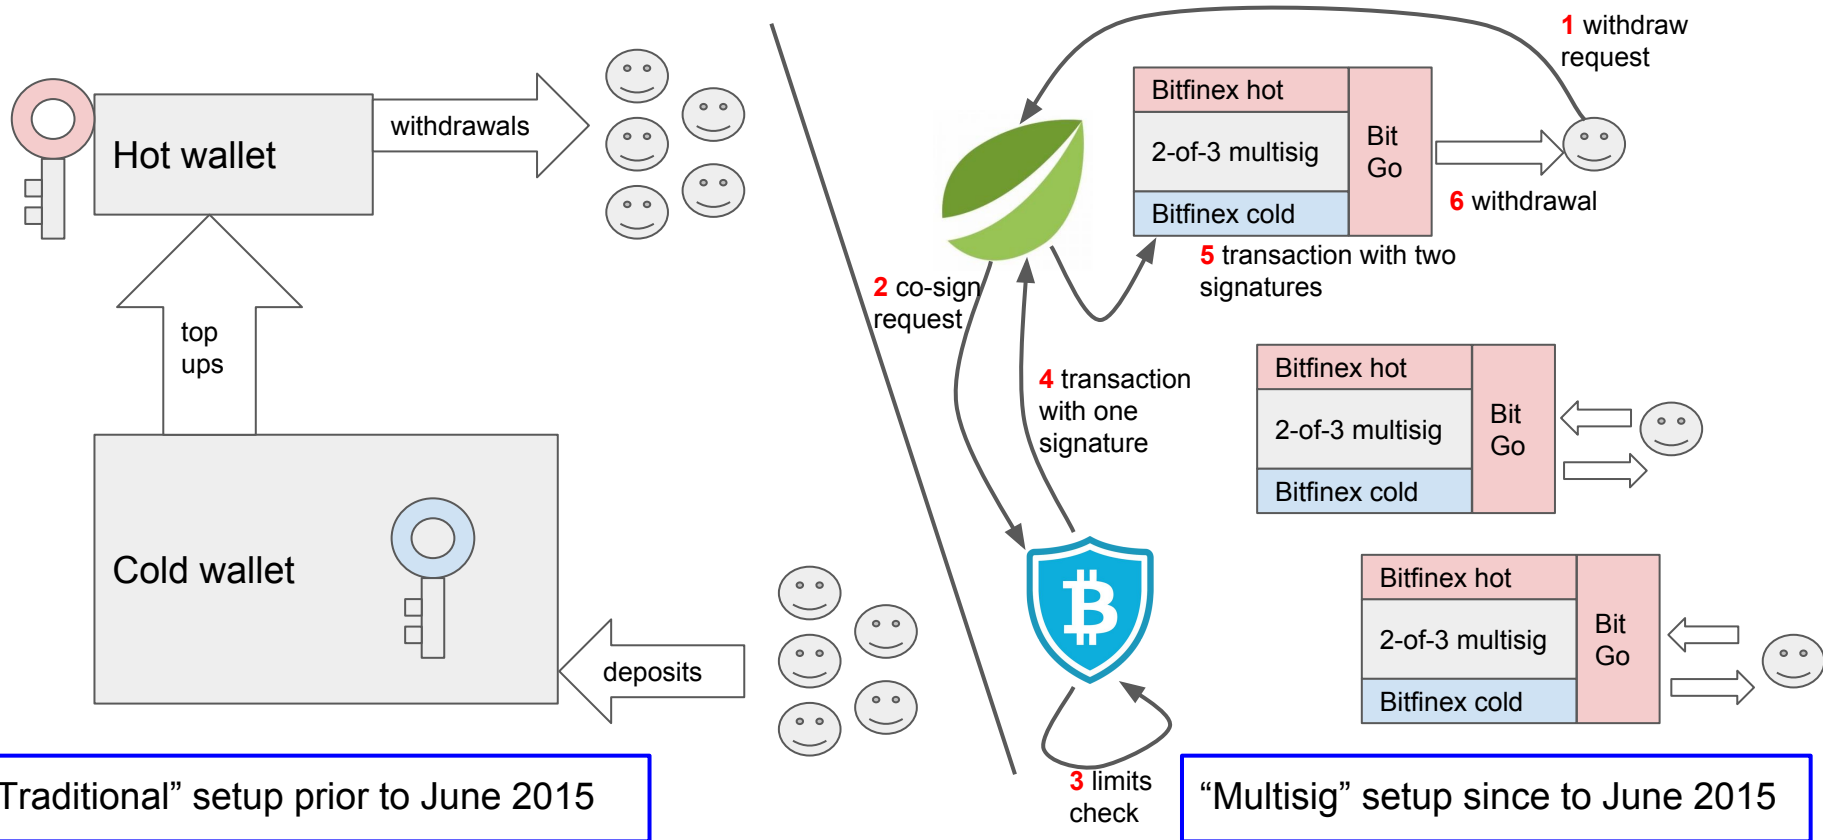 Hot wallet
withdrawals
top
ups
Cold wallet
deposits
Traditional” setup prior to June 2015
1 withdraw
request
Bitfinex hot
2-of-3 multisig
Bitfinex cold
Bit
Go
6 withdrawal
5 transaction with two
signatures
2 co-sign
request
4 transaction
with one
signature
3 limits
check
Bitfinex hot
2-of-3 multisig
Bitfinex cold
Bit
Go
Bitfinex hot
2-of-3 multisig
Bitfinex cold
Bit
Go
“Multisig” setup since to June 2015